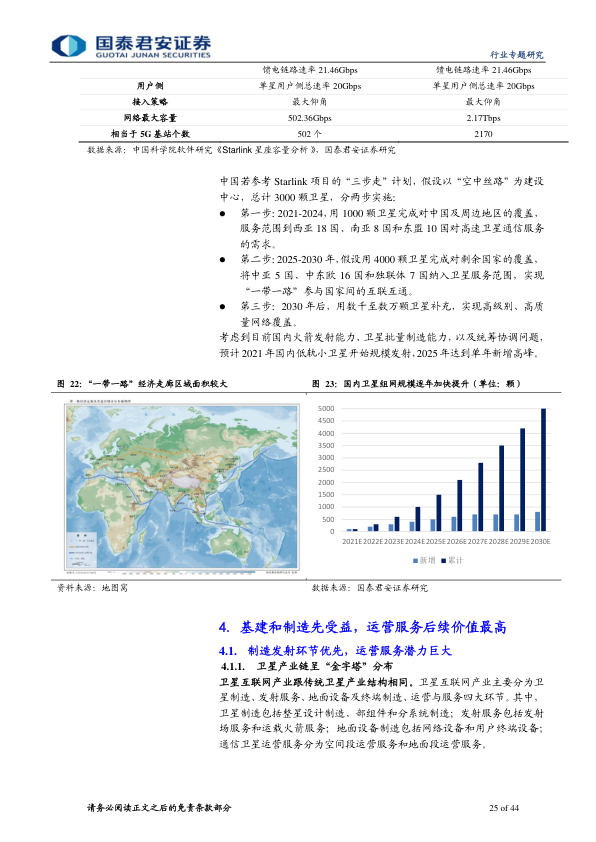 国泰君安证券
GUOTAI JUNAN SECURITIES
行业专题研究
馈电链路速率 21.46Gbps 馈电链路速率 21.46Gbps
用户侧 单星用户侧总速率 20Gbps 单星用户侧总速率 20Gbps
接入策略 最大仰角 最大仰角
网络最大容量 502.36Gbps 2.17Tbps
相当于 5G 基站个数 502 个 2170
数据来源：中国科学院软件研究《Starlink 星座容量分析》，国泰君安证券研究
中国若参考 Starlink 项目的“三步走”计划，假设以“空中丝路”为建设
中心，总计 3000 颗卫星，分两步实施：
● 第一步：2021-2024，用 1000 颗卫星完成对中国及周边地区的覆盖，
服务范围到西亚 18 国、南亚 8 国和东盟 10 国对高速卫星通信服务
的需求。
● 第二步：2025-2030 年，假设用 4000 颗卫星完成对剩余国家的覆盖，
将中亚 5 国、中东欧 16 国和独联体 7 国纳入卫星服务范围，实现
“一带一路”参与国家间的互联互通。
● 第三步：2030 年后，用数千至数万颗卫星补充，实现高级别、高质
量网络覆盖。
考虑到目前国内火箭发射能力、卫星批量制造能力，以及统筹协调问题，
预计 2021 年国内低轨小卫星开始规模发射，2025 年达到单年新增高峰。
图 22：“一带一路”经济走廊区域面积较大
图 23：国内卫星组网规模逐年加快提升（单位：颗）
5000
4500
4000
3500
3000
2500
2000
1500
1000
500
0
2021E 2022E 2023E 2024E 2025E 2026E 2027E 2028E 2029E 2030E
新增 累计
资料来源：地图窝
数据来源：国泰君安证券研究
4. 基建和制造先受益，运营服务后续价值最高
4.1. 制造发射环节优先，运营服务潜力巨大
4.1.1. 卫星产业链呈“金字塔”分布
卫星互联网产业跟传统卫星产业结构相同。卫星互联网产业主要分为卫
星制造、发射服务、地面设备及终端制造、运营与服务四大环节。其中，
卫星制造包括整星设计制造、部组件和分系统制造；发射服务包括发射
场服务和运载火箭服务；地面设备制造包括网络设备和用户终端设备；
通信卫星运营服务分为空间段运营服务和地面段运营服务。
请务必阅读正文之后的免责条款部分
25 of 44